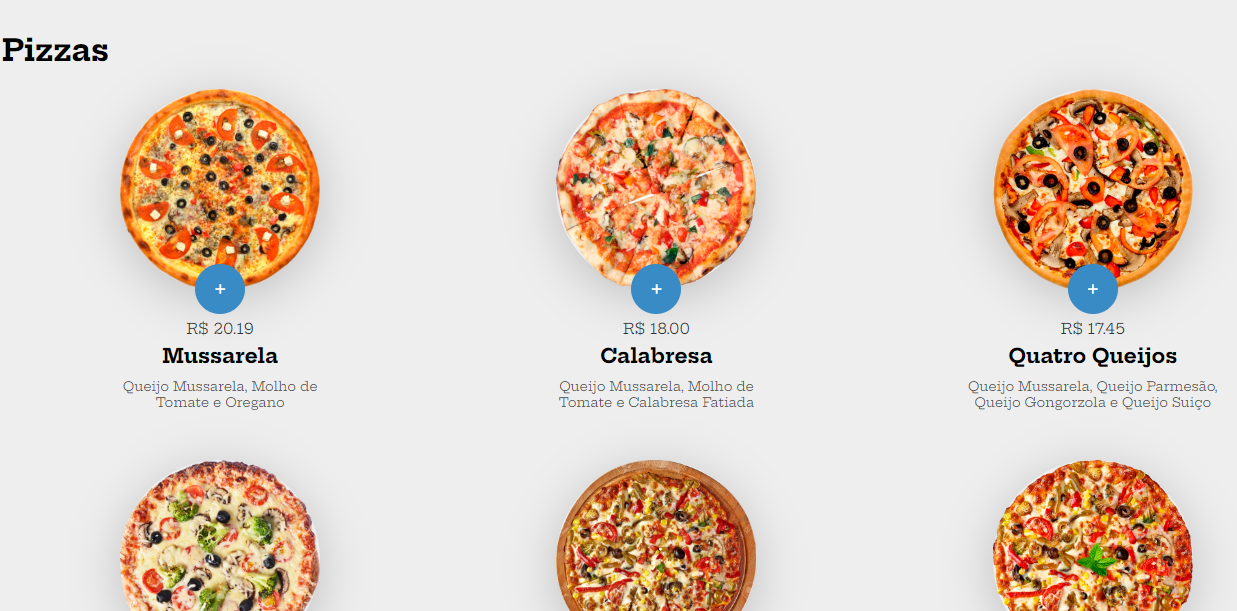 Pizzas
+
+
+
R$ 20.19
R$ 18.00
R$ 17.45
Mussarela
Calabresa
Quatro Queijos
Queijo Mussarela, Molho de
Tomate e Oregano
Queijo Mussarela, Molho de
Tomate e Calabresa Fatiada
Queijo Mussarela, Queijo Parmesão,
Queijo Gongorzola e Queijo Suiço